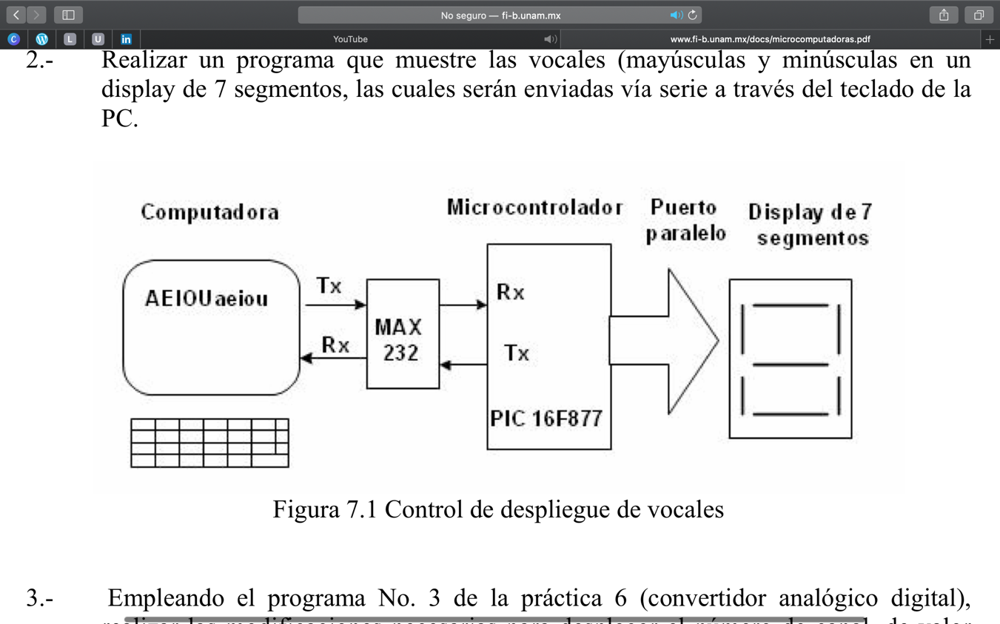 No seguro — fi-b.unam.mx
C
L
U
in
YouTube
www.fi-b.unam.mx/docs/microcomputadoras.pdf
2.- Realizar un programa que muestre las vocales (mayúsculas y minúsculas en un
display de 7 segmentos, las cuales serán enviadas vía serie a través del teclado de la
PC.
Computadora
Microcontrolador
Puerto
paralelo
Display de 7
segmentos
AEIOUaeiou
Tx
Rx
MAX
232
Rx
Tx
PIC 16F877
Figura 7.1 Control de despliegue de vocales
3.- Empleando el programa No. 3 de la práctica 6 (convertidor analógico digital),